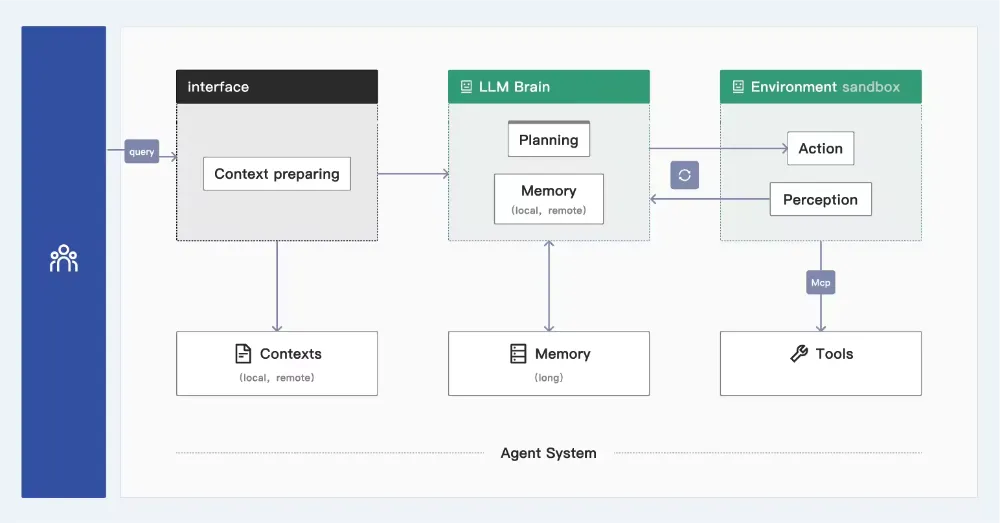 interface
LLM Brain
Environment sandbox
Planning
Action
query
Context preparing
Memory
(local, remote)
Perception
Mcp
Contexts
(local, remote)
Memory
(long)
Tools
Agent System